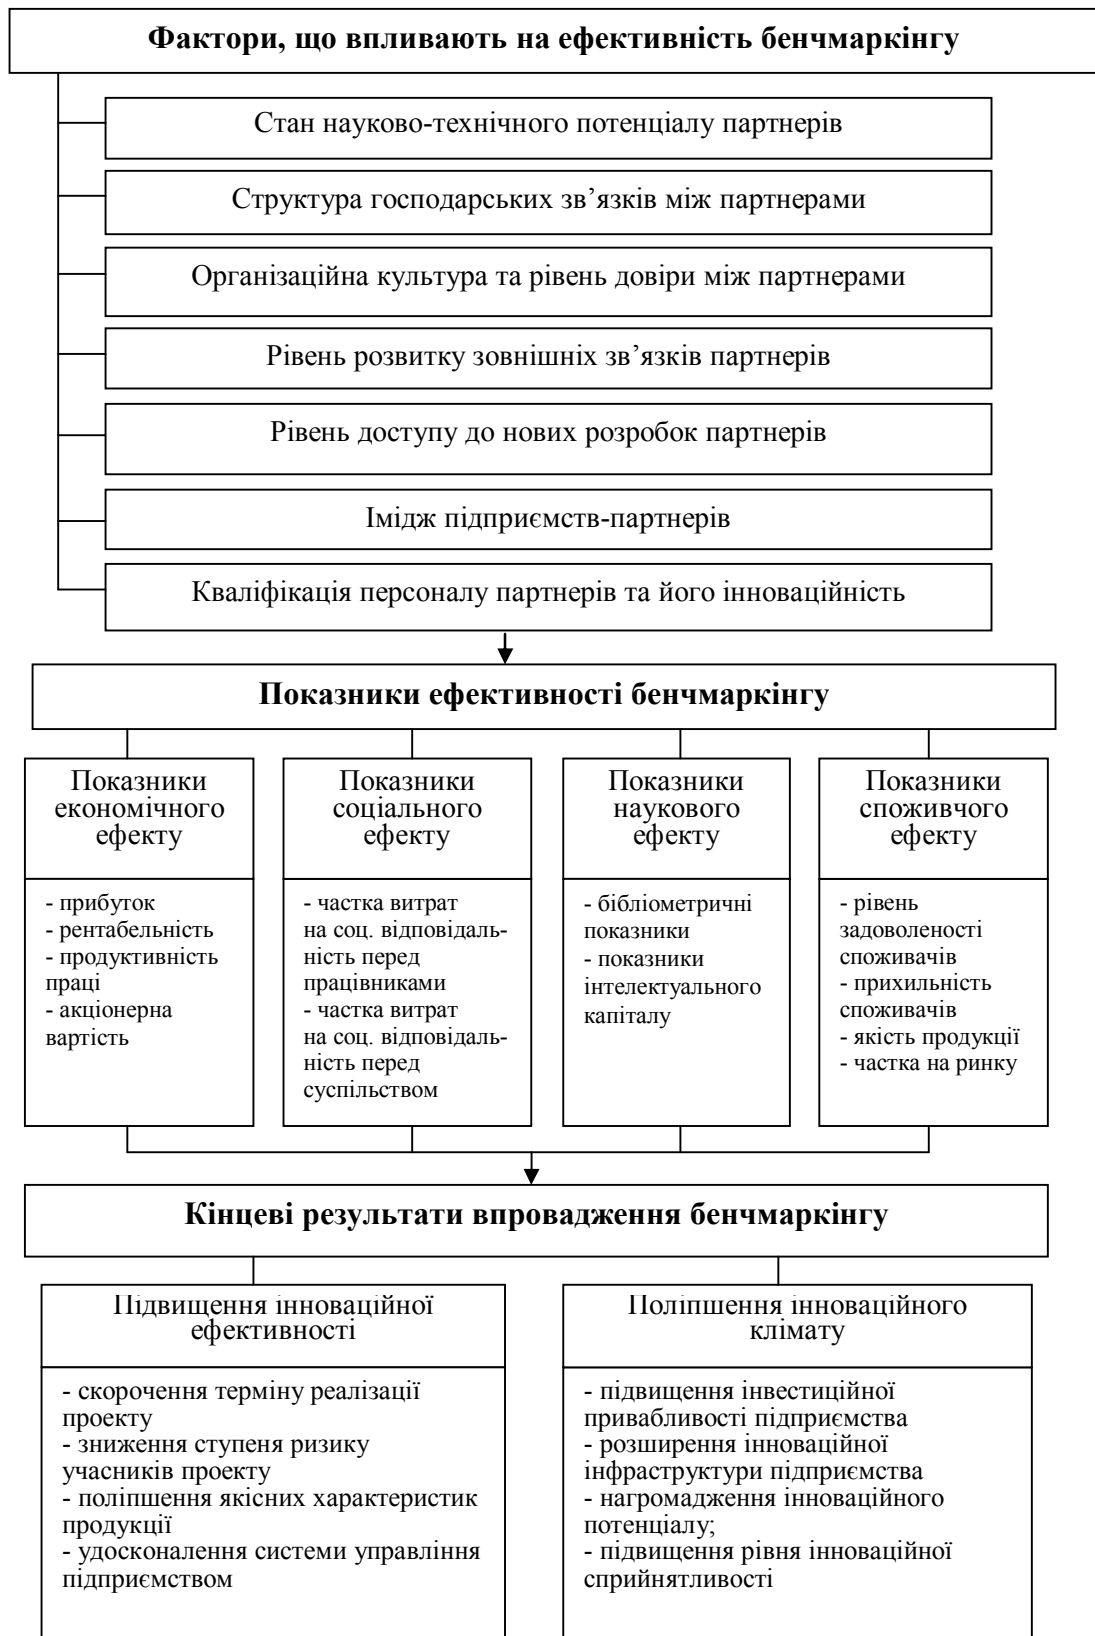 Фактори, що впливають на ефективність бенчмаркінгу
Стан науково-технічного потенціалу партнерів
Структура господарських зв’язків між партнерами
Організаційна культура та рівень довіри між партнерами
Рівень розвитку зовнішніх зв’язків партнерів
Рівень доступу до нових розробок партнерів
Імідж підприємств-партнерів
Кваліфікація персоналу партнерів та його інноваційність
Показники ефективності бенчмаркінгу
Показники
економічного
ефекту
- прибуток
- рентабельність
- продуктивність
праці
- акціонерна
вартість
Показники
соціального
ефекту
- частка витрат
на соц. відповідаль-
ність перед
працівниками
- частка витрат
на соц. відповідаль-
ність перед
суспільством
Показники
наукового
ефекту
- бібліометричні
показники
- показники
інтелектуального
капіталу
Показники
споживчого
ефекту
- рівень
задоволеності
споживачів
- прихильність
споживачів
- якість продукції
- частка на ринку
Кінцеві результати впровадження бенчмаркінгу
Підвищення інноваційної
ефективності
- скорочення терміну реалізації
проекту
- зниження ступеня ризику
учасників проекту
- поліпшення якісних характеристик
продукції
- удосконалення системи управління
підприємством
Поліпшення інноваційного
клімату
- підвищення інвестиційної
привабливості підприємства
- розширення інноваційної
інфраструктури підприємства
- нагромадження інноваційного
потенціалу;
- підвищення рівня інноваційної
сприйнятливості